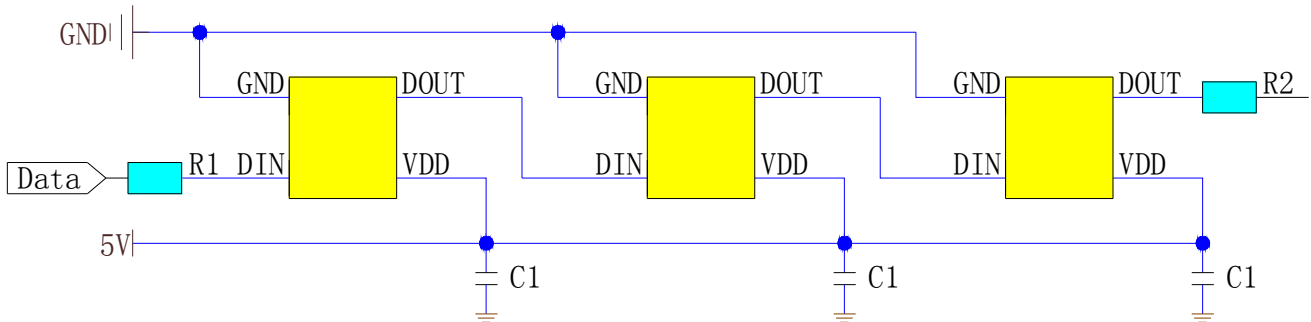 GND
GND DOUT GND DOUT GND DOUT R2
Data R1 DIN VDD DIN VDD DIN VDD
5V
C1 C1 C1